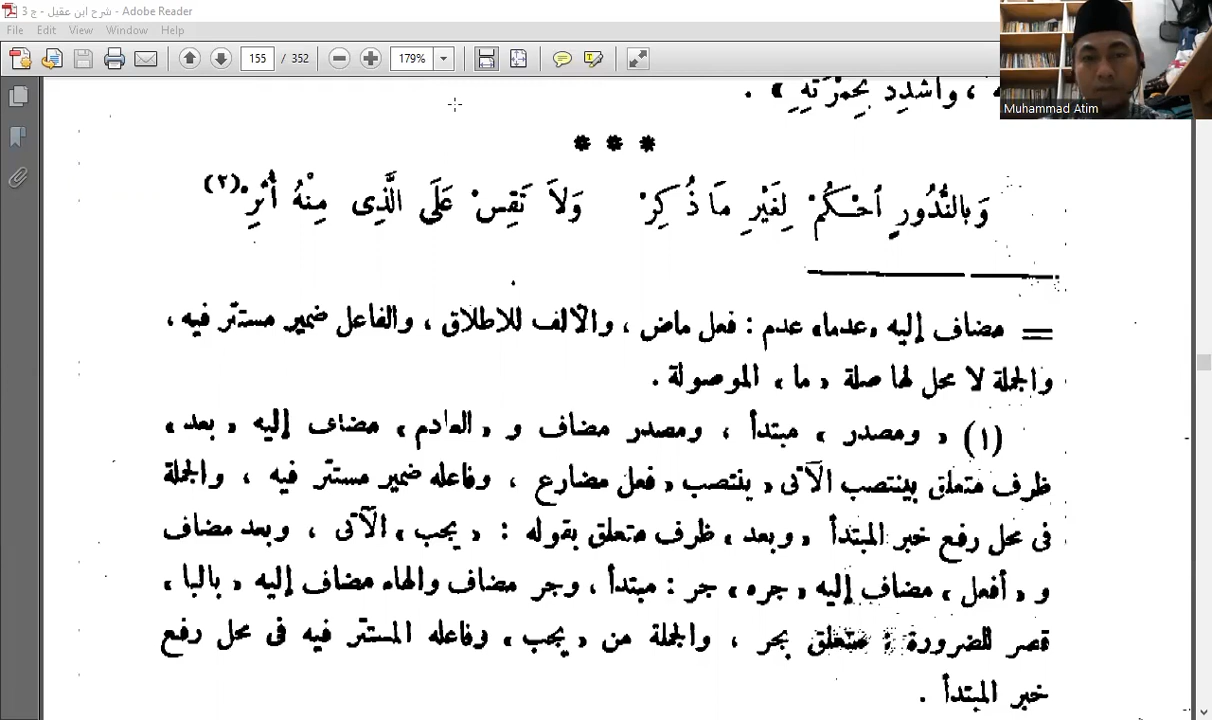 شرح ابن عقيل - ج 3 - Adobe Reader
File Edit View Window Help
155 / 352 179%
Muhammad Atim
، واشْدِد بِحُمْرَتِهِ » .
* * *
وَبِالنُّدُورِ ٱحْكُمْ لِغَيْرِ مَا ذُكِرْ وَلاَ تَقِسْ عَلَى الَّذِى مِنْهُ أُثِرْ (٢)
= مضاف إليه «عدما» عدم : فعل ماض ، والألف للاطلاق ، والفاعل ضمير مستتر فيه ،
والجملة لا محل لها صلة « ما » الموصولة .
(١) « ومصدر » مبتدأ ، ومصدر مضاف و « العادم » مضاف إليه « بعد »
ظرف متعلق بينتصب الآتى « ينتصب » فعل مضارع ، وفاعله ضمير مستتر فيه ، والجملة
فى محل رفع خبر المبتدأ « وبعد » ظرف متعلق بقوله : « يجب » الآتى ، وبعد مضاف
و « أفعل » مضاف إليه « جره » جر : مبتدأ ، وجر مضاف والهاء مضاف إليه « بالبا »
قصر للضرورة : متعلق بجر ، والجملة من « يجب » وفاعله المستتر فيه فى محل رفع
خبر المبتدأ .